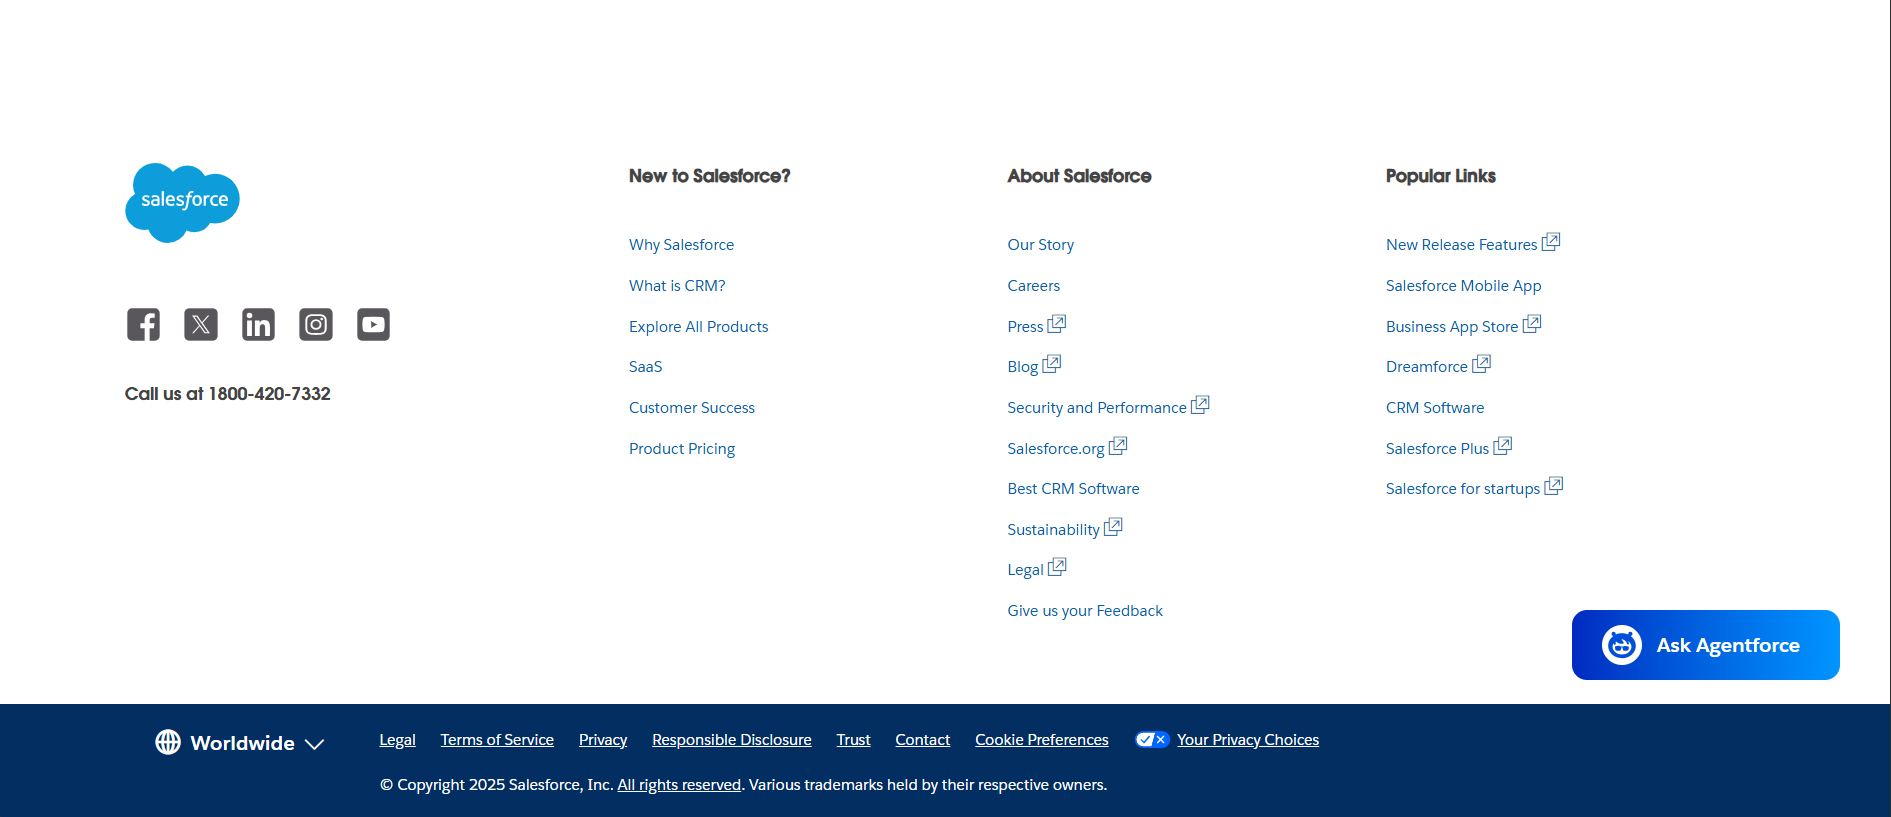 salesforce
Call us at 1800-420-7332
New to Salesforce?
Why Salesforce
What is CRM?
Explore All Products
SaaS
Customer Success
Product Pricing
About Salesforce
Our Story
Careers
Press
Blog
Security and Performance
Salesforce.org
Best CRM Software
Sustainability
Legal
Give us your Feedback
Popular Links
New Release Features
Salesforce Mobile App
Business App Store
Dreamforce
CRM Software
Salesforce Plus
Salesforce for startups
Ask Agentforce
Worldwide
Legal Terms of Service Privacy Responsible Disclosure Trust Contact Cookie Preferences Your Privacy Choices
© Copyright 2025 Salesforce, Inc. All rights reserved. Various trademarks held by their respective owners.